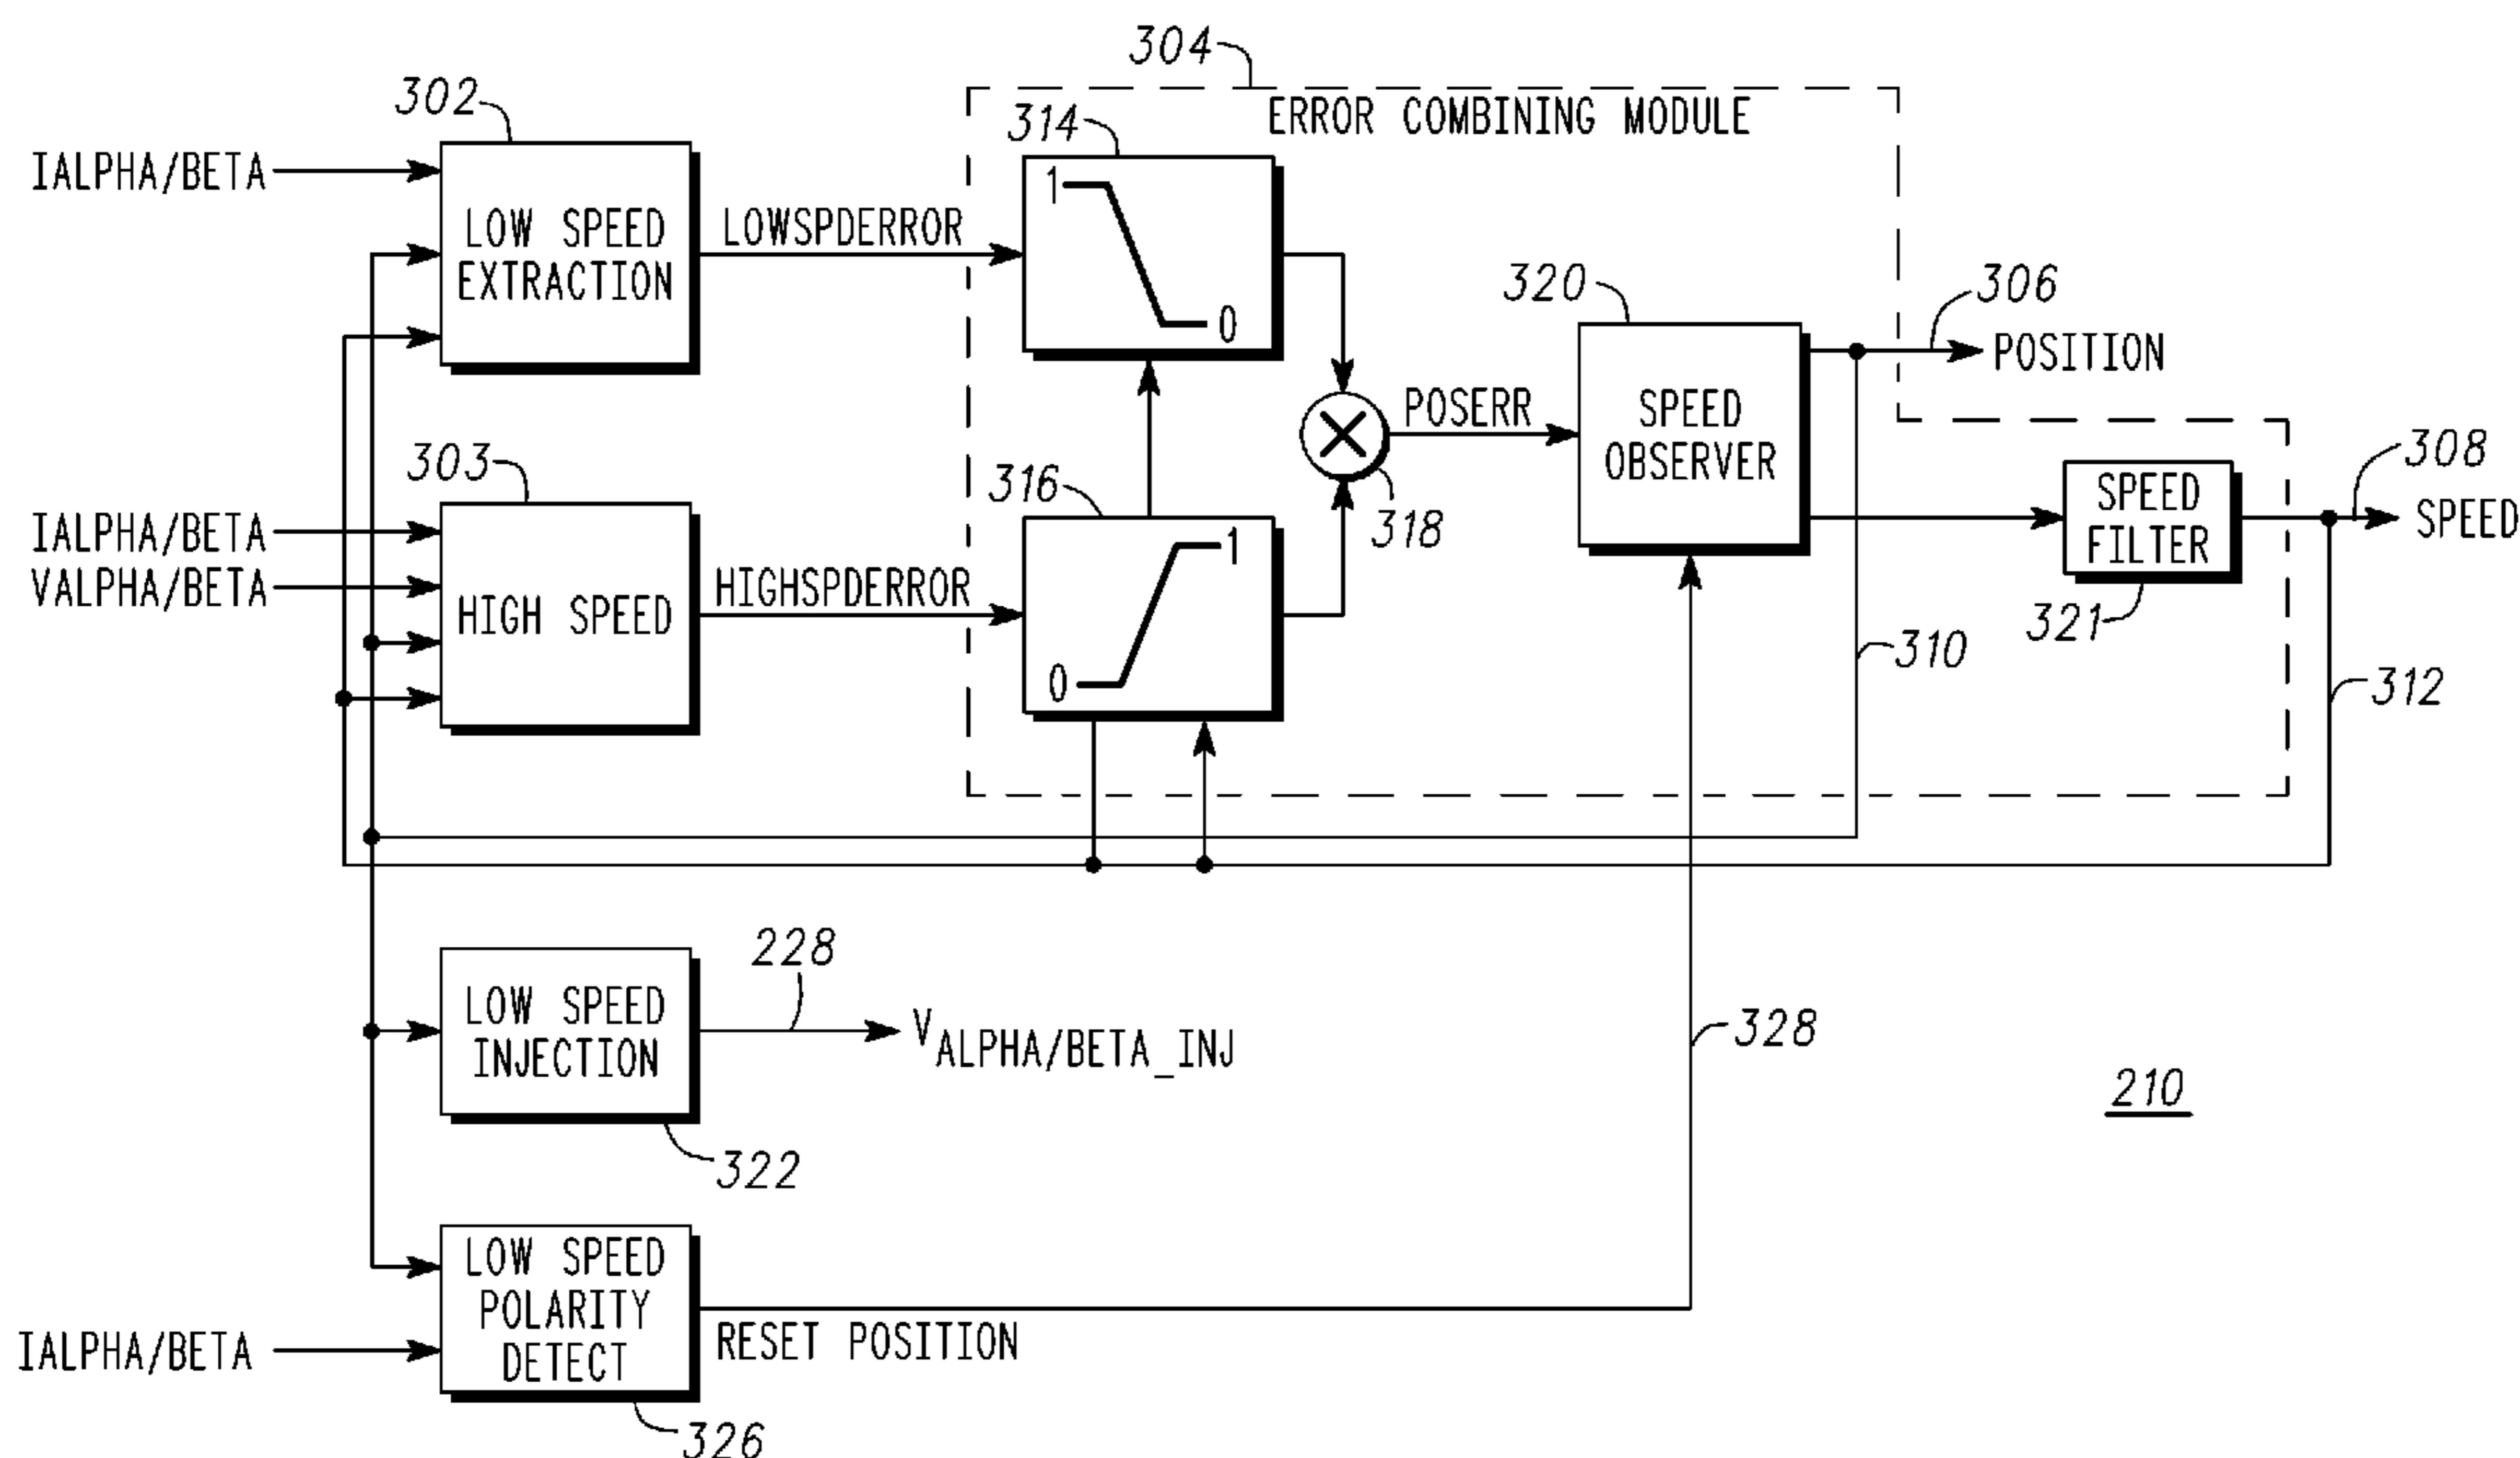 304
ERROR COMBINING MODULE
302
314
IALPHA/BETA
LOW SPEED
EXTRACTION
LOWSPDERROR
1
0
320
306
POSITION
303
316
318
POSERR
SPEED
OBSERVER
308
SPEED
FILTER
SPEED
321
IALPHA/BETA
VALPHA/BETA
HIGH SPEED
HIGHSPDERROR
1
0
310
312
LOW SPEED
INJECTION
228
VALPHA/BETA_INJ
322
328
210
LOW SPEED
POLARITY
DETECT
IALPHA/BETA
RESET POSITION
326